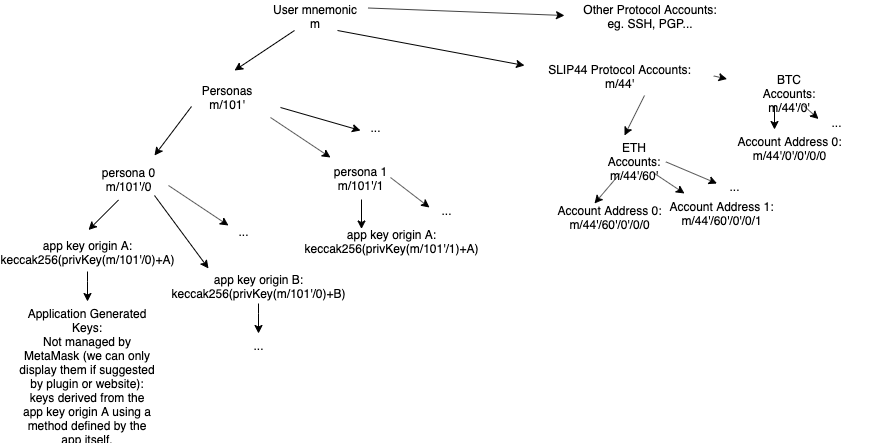 User mnemonic
m
Other Protocol Accounts:
eg. SSH, PGP...
Personas
m/101'
SLIP44 Protocol Accounts:
m/44'
BTC
Accounts:
m/44'/0'
...
...
Account Address 0:
m/44'/0'/0'/0/0
ETH
Accounts:
m/44'/60'
...
Account Address 0:
m/44'/60'/0'/0/0
Account Address 1:
m/44'/60'/0'/0/1
persona 0
m/101'/0
persona 1
m/101'/1
...
...
app key origin A:
keccak256(privKey(m/101'/0)+A)
app key origin A:
keccak256(privKey(m/101'/1)+A)
app key origin B:
keccak256(privKey(m/101'/0)+B)
...
Application Generated
Keys:
Not managed by
MetaMask (we can only
display them if suggested
by plugin or website):
keys derived from the
app key origin A using a
method defined by the
app itself.